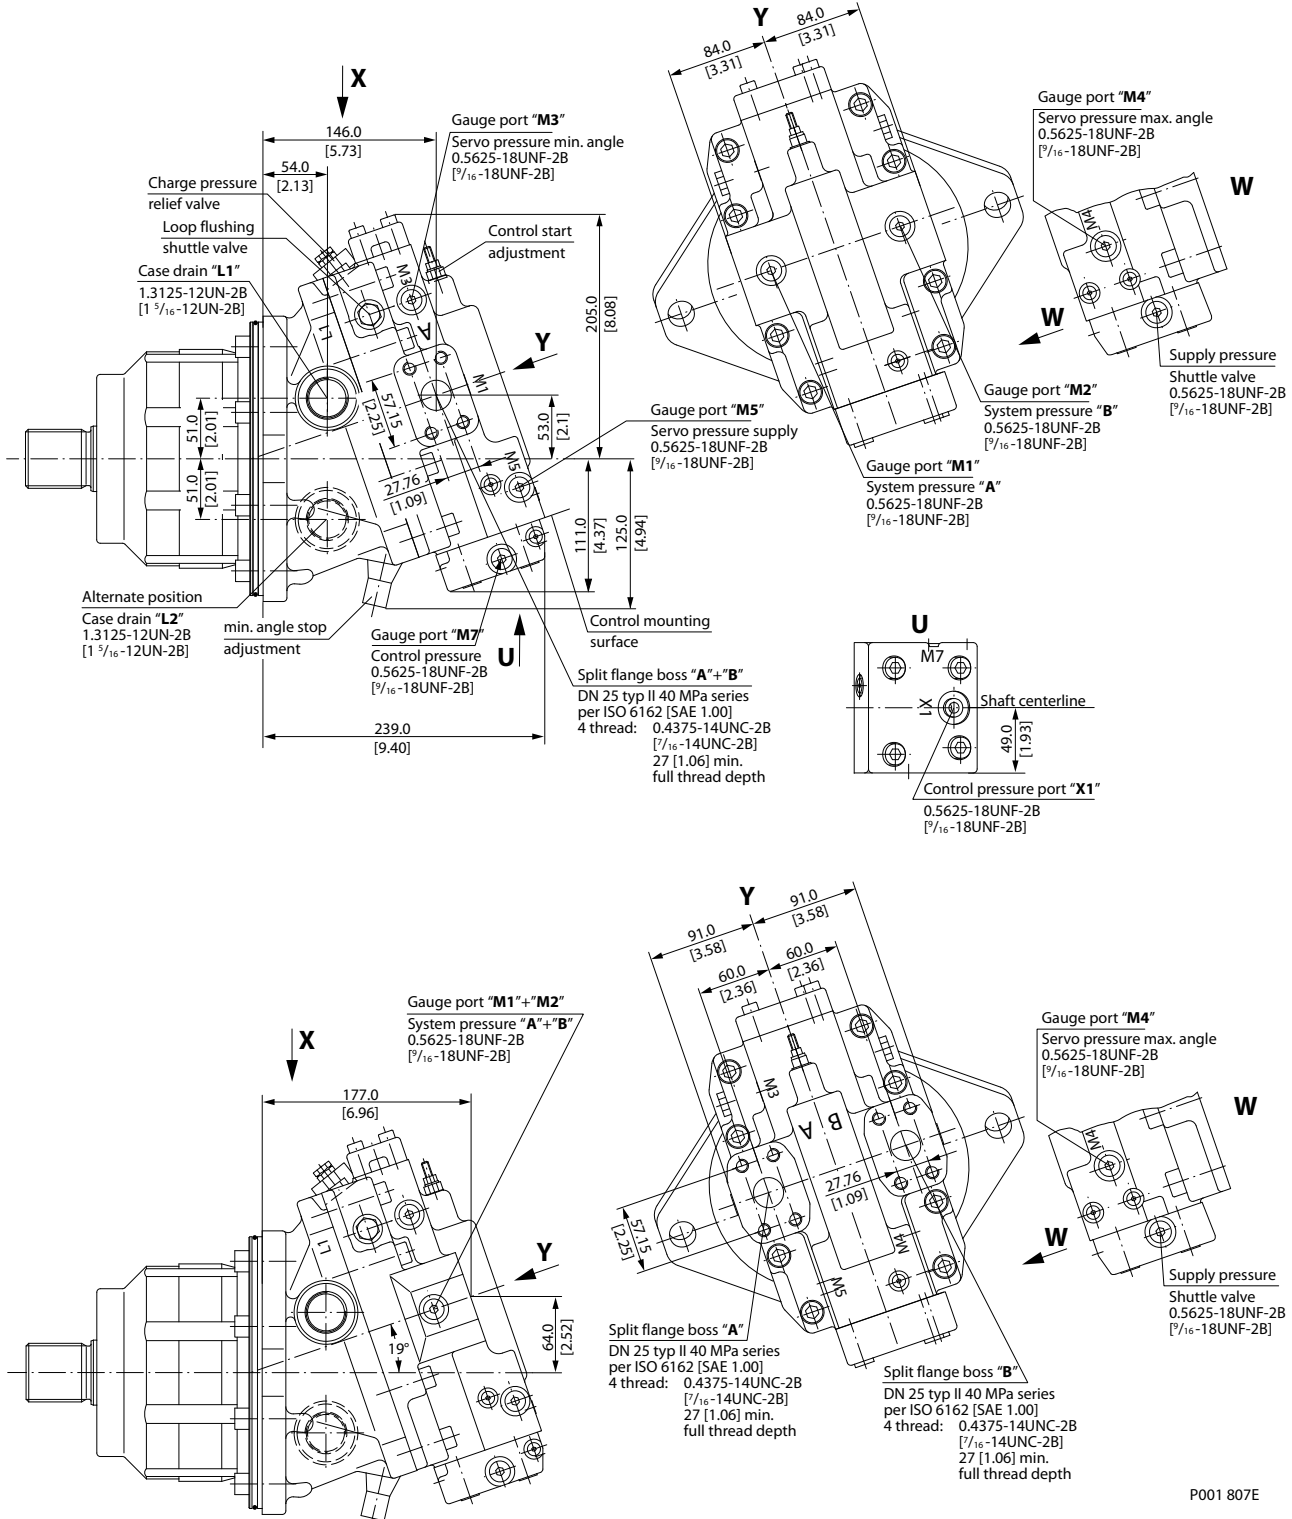 Y
84.0
[3.31]
84.0
[3.31]
X
146.0
[5.73]
54.0
[2.13]
Gauge port “M3”
Servo pressure min. angle
0.5625-18UNF-2B
[9/16-18UNF-2B]
Charge pressure
relief valve
Loop flushing
shuttle valve
Case drain “L1”
1.3125-12UN-2B
[1 5/16-12UN-2B]
Control start
adjustment
M3
L1
A
M1
M5
Y
205.0
[8.08]
57.15
[2.25]
53.0
[2.1]
51.0
[2.01]
51.0
[2.01]
27.76
[1.09]
111.0
[4.37]
125.0
[4.94]
Gauge port “M5”
Servo pressure supply
0.5625-18UNF-2B
[9/16-18UNF-2B]
Alternate position
Case drain “L2”
1.3125-12UN-2B
[1 5/16-12UN-2B]
min. angle stop
adjustment
Gauge port “M7”
Control pressure
0.5625-18UNF-2B
[9/16-18UNF-2B]
U
Control mounting
surface
Split flange boss “A”+”B”
DN 25 typ II 40 MPa series
per ISO 6162 [SAE 1.00]
4 thread: 0.4375-14UNC-2B
[7/16-14UNC-2B]
27 [1.06] min.
full thread depth
239.0
[9.40]
Gauge port “M4”
Servo pressure max. angle
0.5625-18UNF-2B
[9/16-18UNF-2B]
W
M4
W
Supply pressure
Shuttle valve
0.5625-18UNF-2B
[9/16-18UNF-2B]
Gauge port “M2”
System pressure “B”
0.5625-18UNF-2B
[9/16-18UNF-2B]
Gauge port “M1”
System pressure “A”
0.5625-18UNF-2B
[9/16-18UNF-2B]
U
M7
X1
Shaft centerline
49.0
[1.93]
Control pressure port “X1”
0.5625-18UNF-2B
[9/16-18UNF-2B]
Y
91.0
[3.58]
91.0
[3.58]
60.0
[2.36]
60.0
[2.36]
Gauge port “M1”+”M2”
System pressure “A”+”B”
0.5625-18UNF-2B
[9/16-18UNF-2B]
X
177.0
[6.96]
L1
Y
19°
64.0
[2.52]
M3
A
B
27.76
[1.09]
57.15
[2.25]
M4
M5
Gauge port “M4”
Servo pressure max. angle
0.5625-18UNF-2B
[9/16-18UNF-2B]
W
M4
W
Supply pressure
Shuttle valve
0.5625-18UNF-2B
[9/16-18UNF-2B]
Split flange boss “A”
DN 25 typ II 40 MPa series
per ISO 6162 [SAE 1.00]
4 thread: 0.4375-14UNC-2B
[7/16-14UNC-2B]
27 [1.06] min.
full thread depth
Split flange boss “B”
DN 25 typ II 40 MPa series
per ISO 6162 [SAE 1.00]
4 thread: 0.4375-14UNC-2B
[7/16-14UNC-2B]
27 [1.06] min.
full thread depth
P001 807E